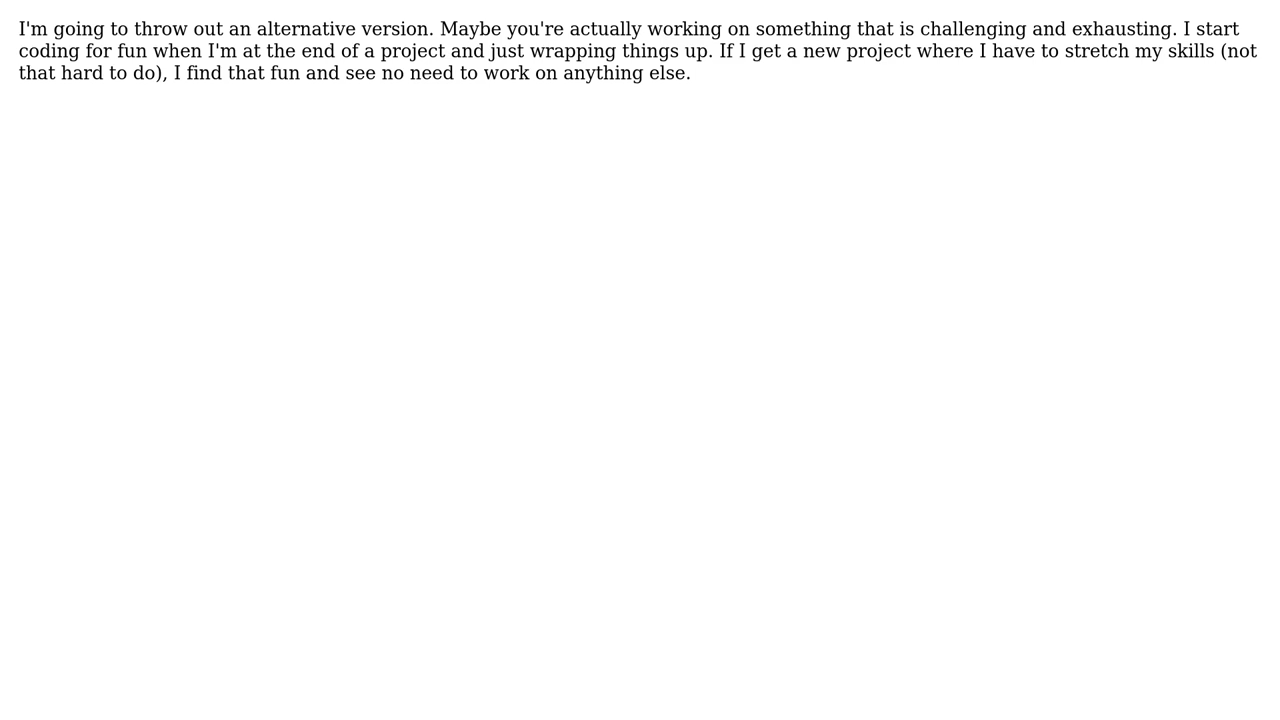 I'm going to throw out an alternative version. Maybe you're actually working on something that is challenging and exhausting. I start
coding for fun when I'm at the end of a project and just wrapping things up. If I get a new project where I have to stretch my skills (not
that hard to do), I find that fun and see no need to work on anything else.